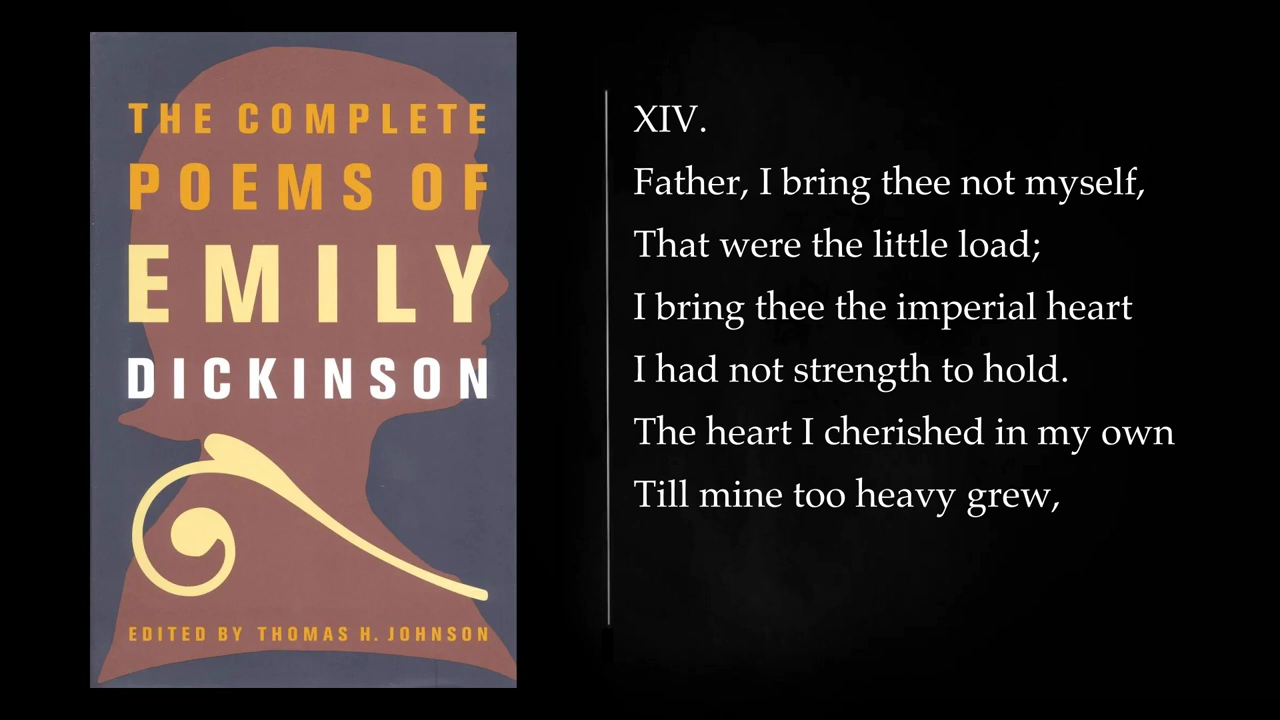 THE COMPLETE
POEMS OF
EMILY
DICKINSON
EDITED BY THOMAS H. JOHNSON
XIV.
Father, I bring thee not myself,
That were the little load;
I bring thee the imperial heart
I had not strength to hold.
The heart I cherished in my own
Till mine too heavy grew,